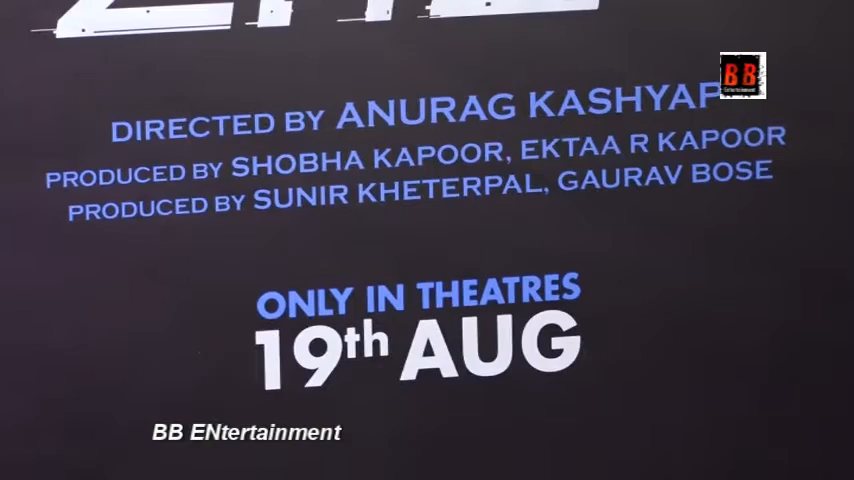 DIRECTED BY ANURAG KASHYAP
PRODUCED BY SHOBHA KAPOOR, EKTAA R KAPOOR
PRODUCED BY SUNIR KHETERPAL, GAURAV BOSE
ONLY IN THEATRES
19th AUG
BB ENtertainment
BB
Entertainment